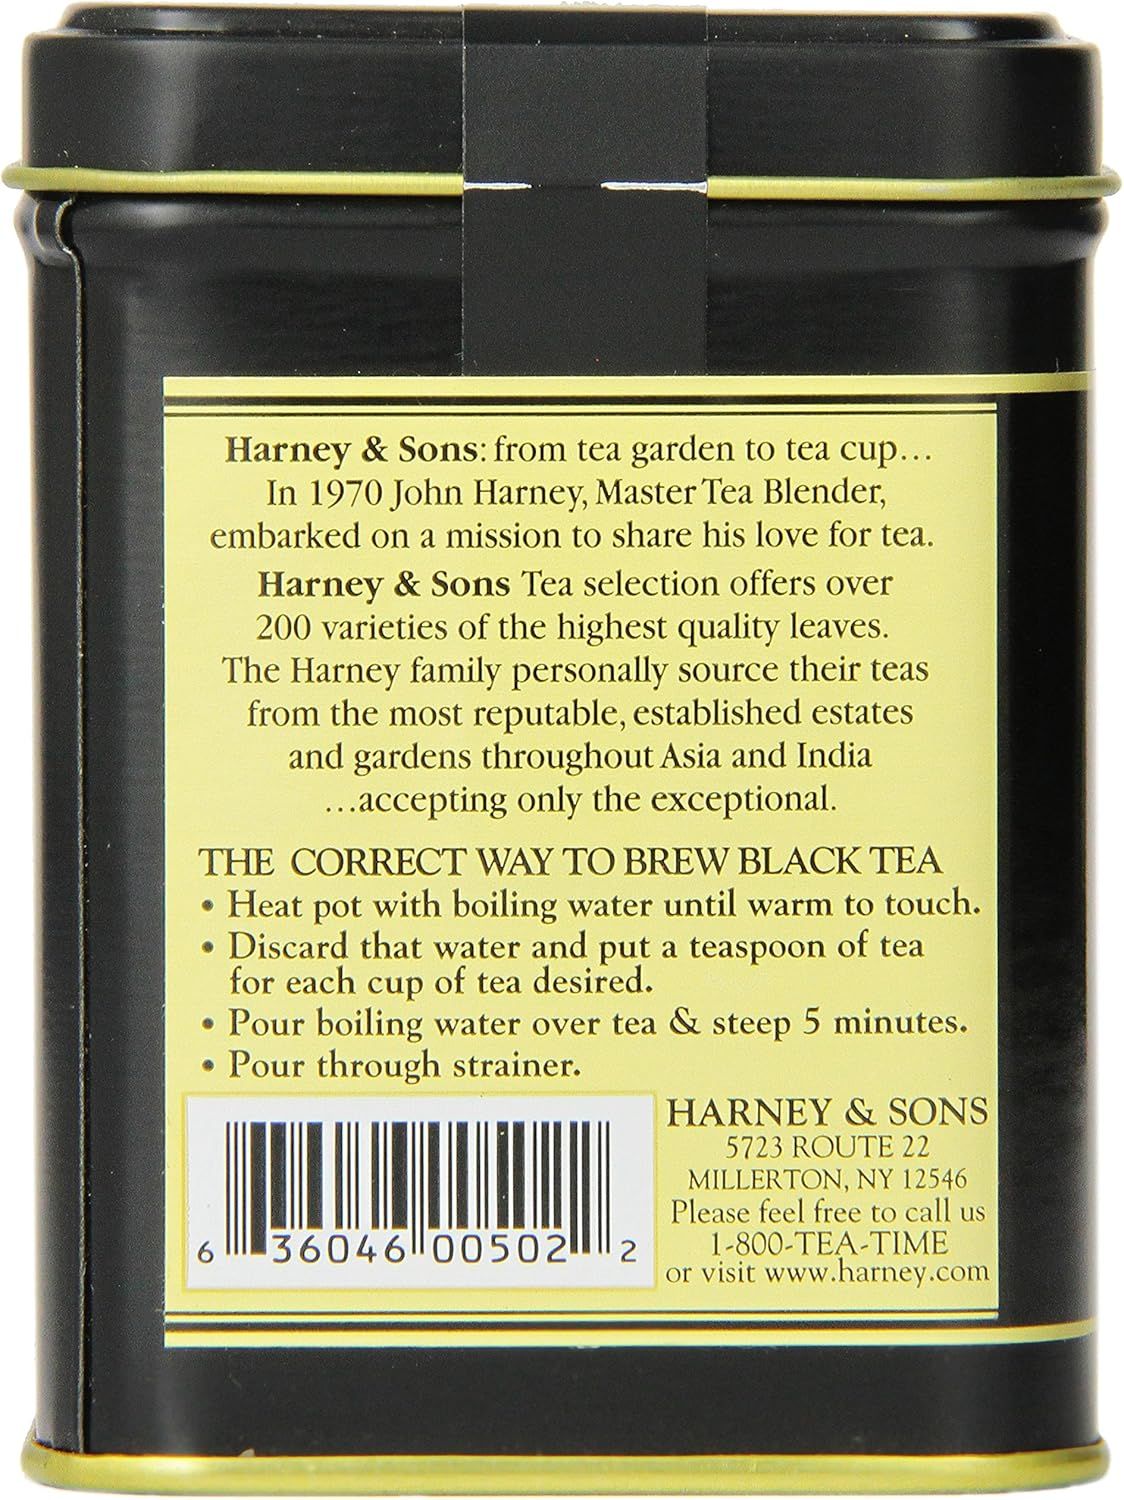 Harney & Sons: from tea garden to tea cup...
In 1970 John Harney, Master Tea Blender,
embarked on a mission to share his love for tea.
Harney & Sons Tea selection offers over
200 varieties of the highest quality leaves.
The Harney family personally source their teas
from the most reputable, established estates
and gardens throughout Asia and India
...accepting only the exceptional.
THE CORRECT WAY TO BREW BLACK TEA
• Heat pot with boiling water until warm to touch.
• Discard that water and put a teaspoon of tea
for each cup of tea desired.
• Pour boiling water over tea & steep 5 minutes.
• Pour through strainer.
6 36046 00502 2
HARNEY & SONS
5723 ROUTE 22
MILLERTON, NY 12546
Please feel free to call us
1-800-TEA-TIME
or visit www.harney.com